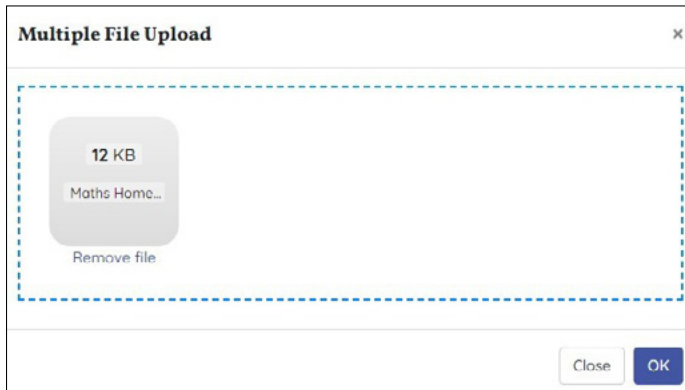 Multiple File Upload ×
12 KB
Maths Home...
Remove file
Close OK